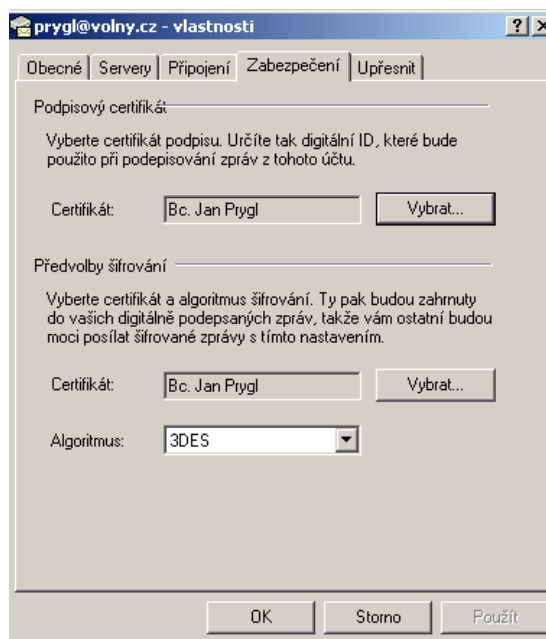 prygl@volny.cz - vlastnosti
Obecné Servery Připojení Zabezpečení Upřesnit
Podpisový certifikát
Vyberte certifikát podpisu. Určíte tak digitální ID, které bude
použito při podepisování zpráv z tohoto účtu.
Certifikát: Bc. Jan Prygl Vybrat...
Předvolby šifrování
Vyberte certifikát a algoritmus šifrování. Ty pak budou zahrnuty
do vašich digitálně podepsaných zpráv, takže vám ostatní budou
moci posílat šifrované zprávy s tímto nastavením.
Certifikát: Bc. Jan Prygl Vybrat...
Algoritmus: 3DES
OK Storno Použít